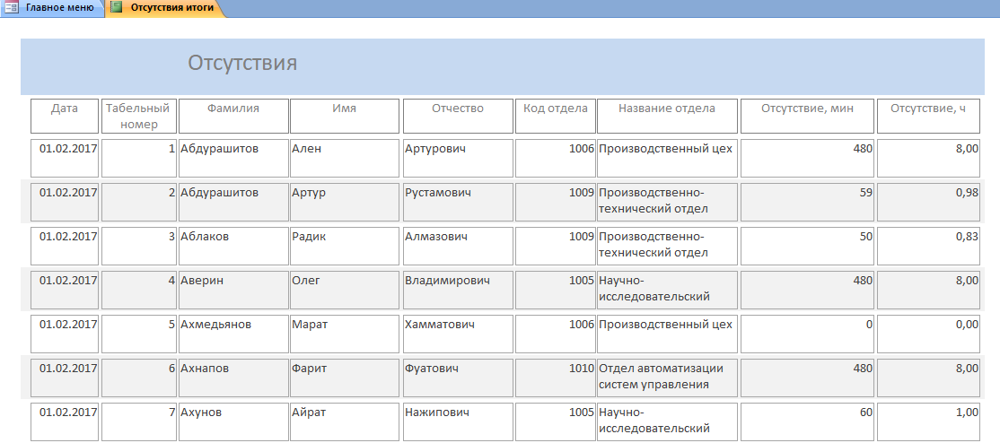 Главное меню Отсутствия итоги
Отсутствия
Дата Табельный номер Фамилия Имя Отчество Код отдела Название отдела Отсутствие, мин Отсутствие, ч
01.02.2017 1 Абдурашитов Ален Артурович 1006 Производственный цех 480 8,00
01.02.2017 2 Абдурашитов Артур Рустамович 1009 Производственно- 59 0,98
технический отдел
01.02.2017 3 Аблаков Радик Алмазович 1009 Производственно- 50 0,83
технический отдел
01.02.2017 4 Аверин Олег Владимирович 1005 Научно- 480 8,00
исследовательский
01.02.2017 5 Ахмедьянов Марат Хамматович 1006 Производственный цех 0 0,00
01.02.2017 6 Ахнапов Фарит Фуатович 1010 Отдел автоматизации 480 8,00
систем управления
01.02.2017 7 Ахунов Айрат Нажипович 1005 Научно- 60 1,00
исследовательский